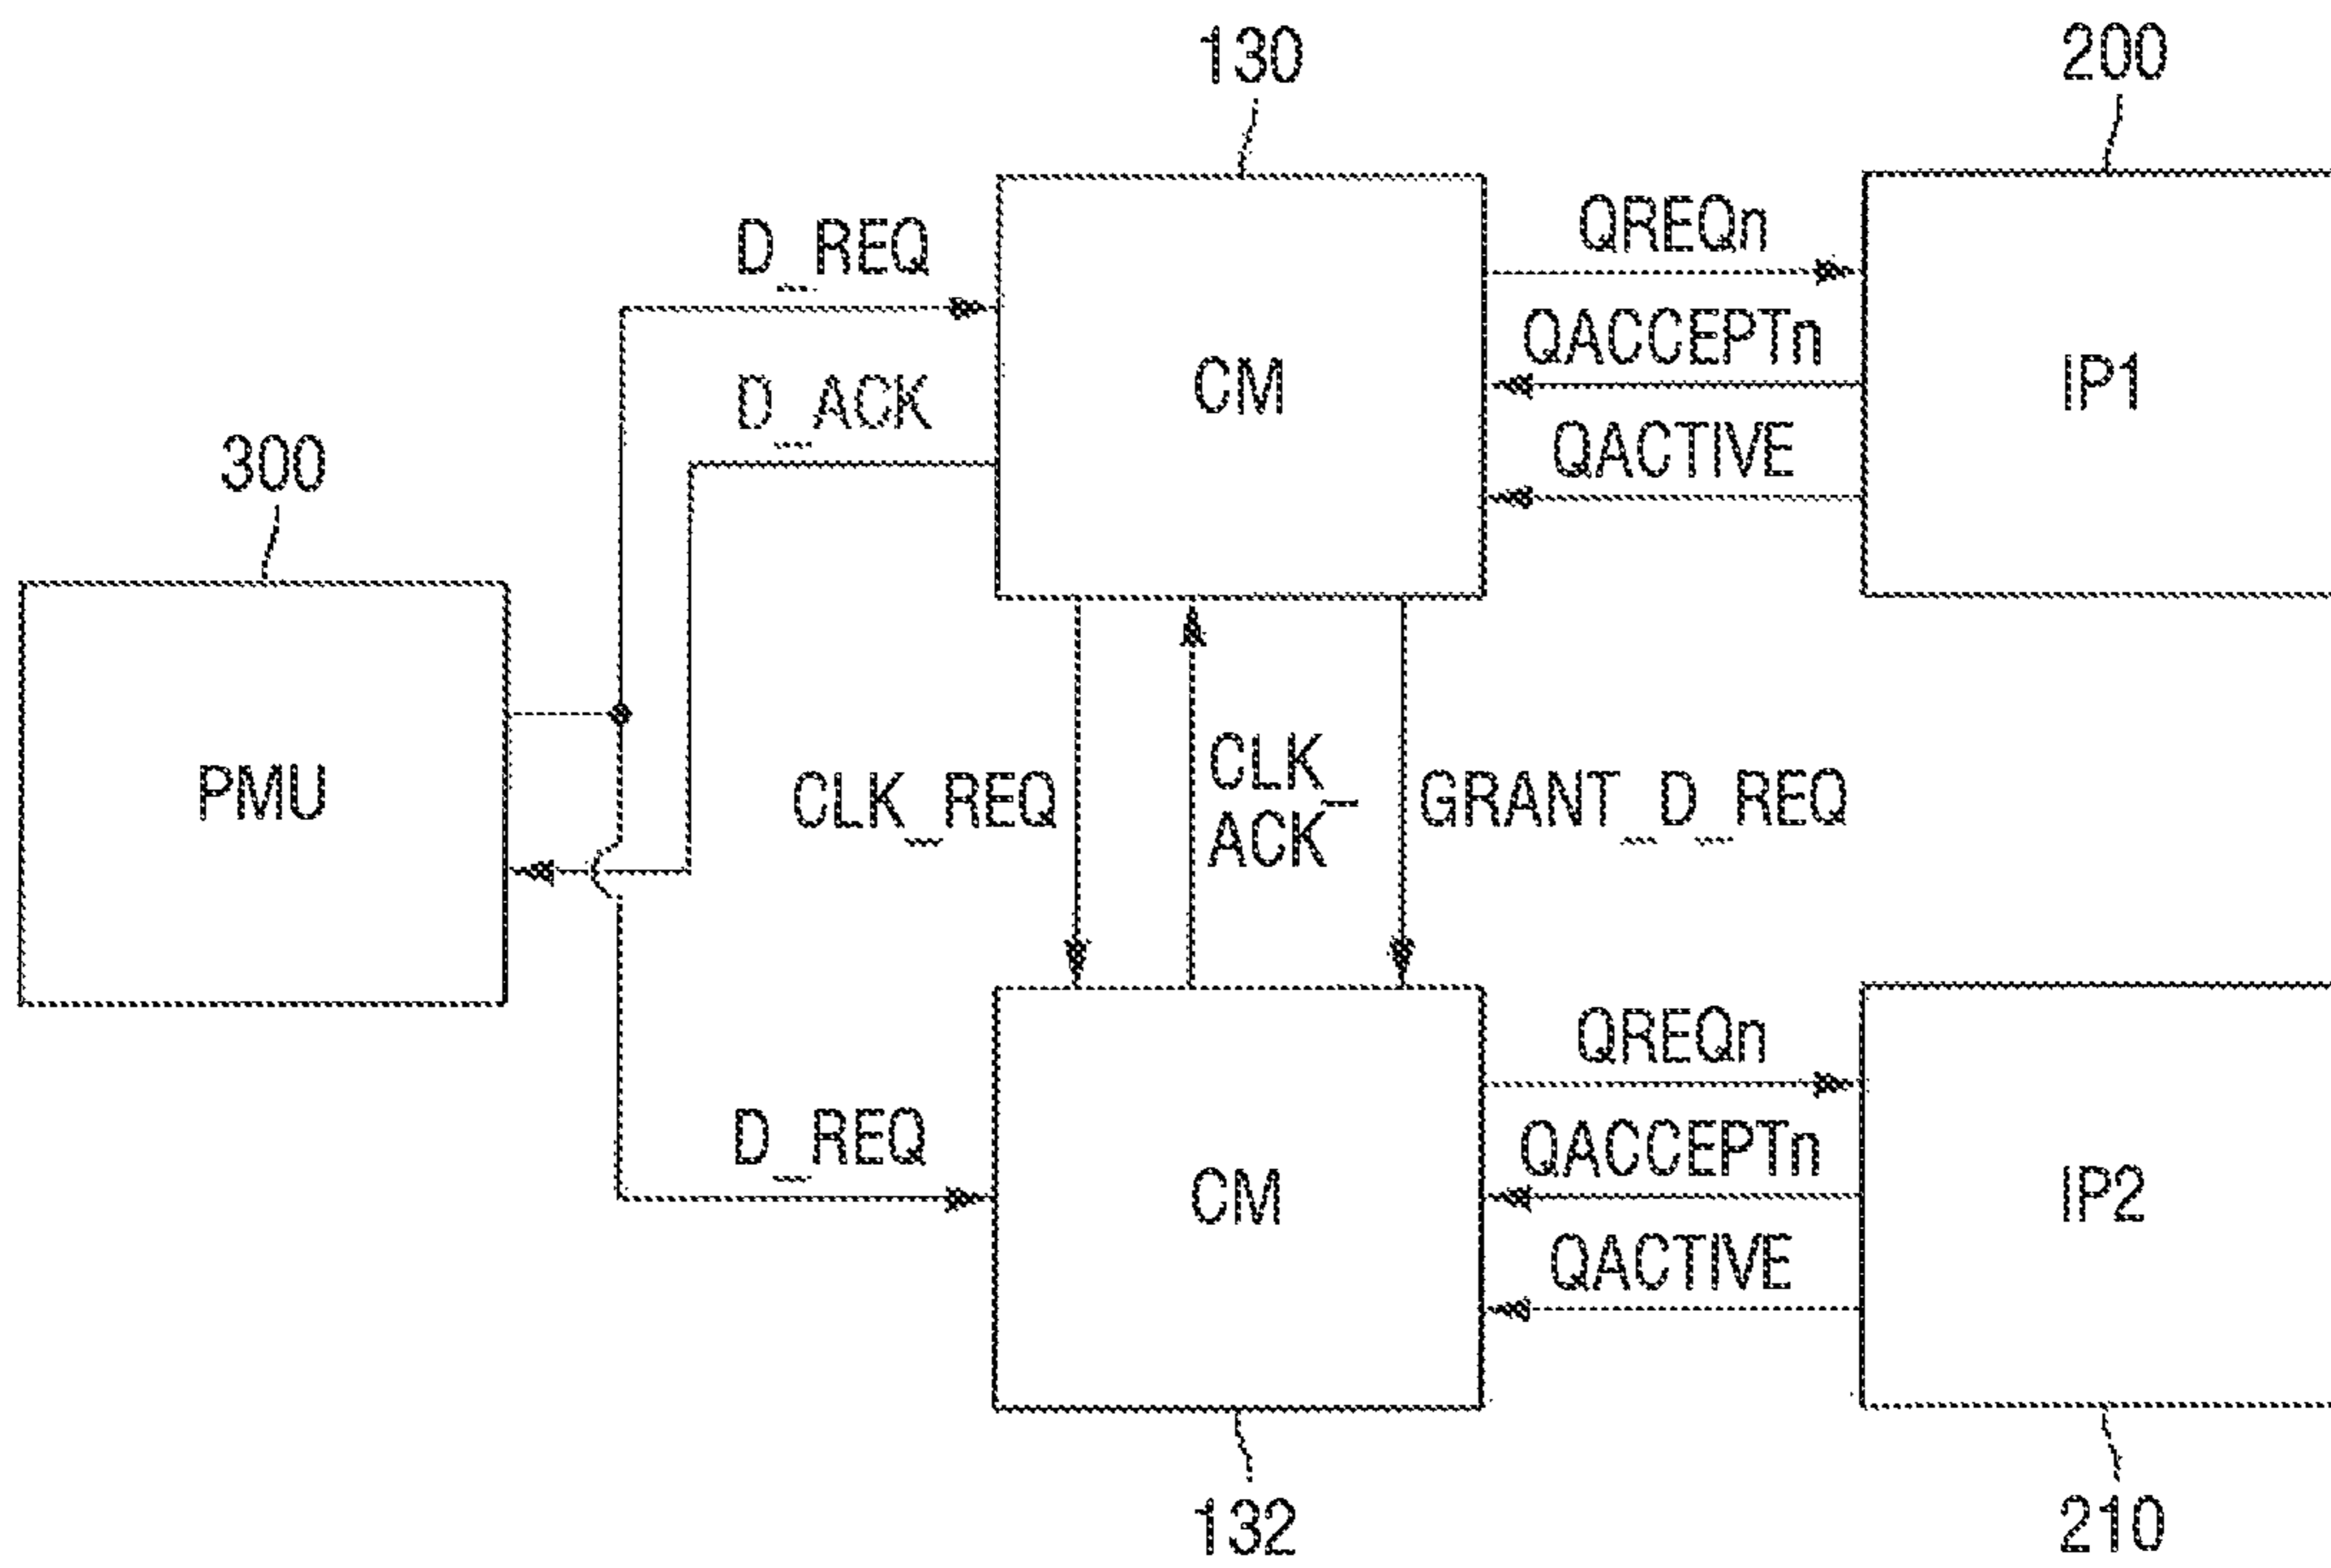 130
200
D_REQ
QREQn
D_ACK
CM
QACCEPTn
IP1
QACTIVE
300
PMU
CLK_REQ
CLK_
ACK
GRANT_D_REQ
D_REQ
QREQn
CM
QACCEPTn
IP2
QACTIVE
132
210